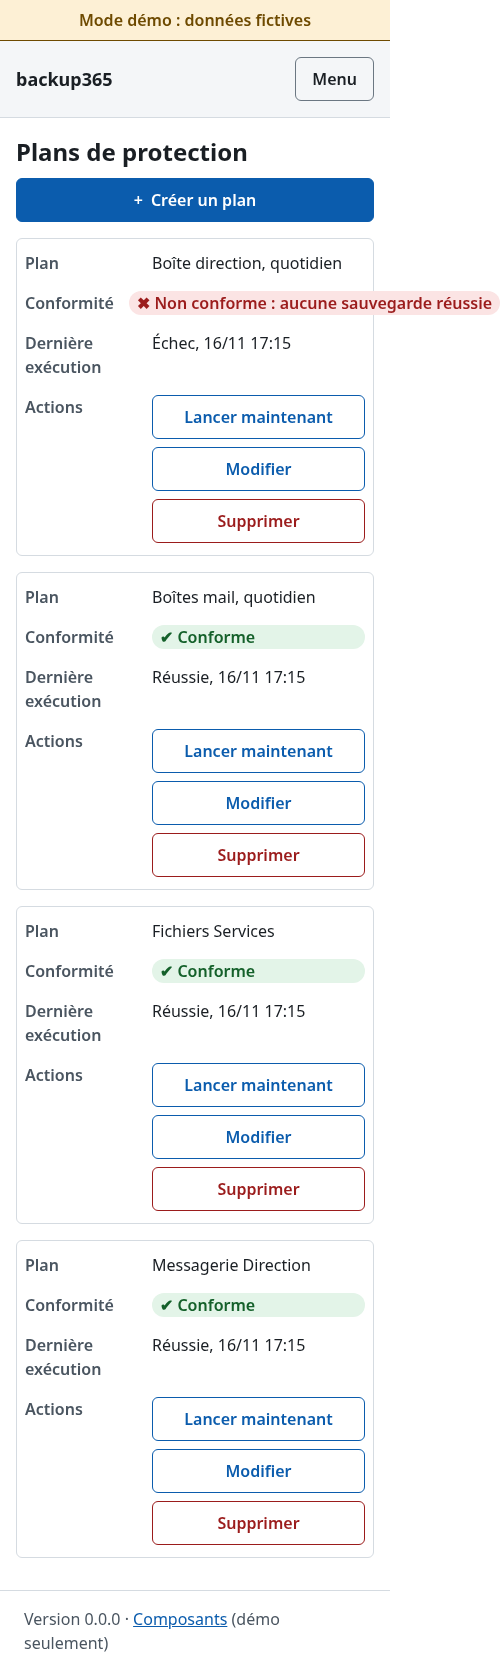 Mode démo : données fictives
backup365
Menu
Plans de protection
+ Créer un plan
Plan Boîte direction, quotidien
Conformité ✖ Non conforme : aucune sauvegarde réussie
Dernière exécution Échec, 16/11 17:15
Actions Lancer maintenant
Modifier
Supprimer
Plan Boîtes mail, quotidien
Conformité ✔ Conforme
Dernière exécution Réussie, 16/11 17:15
Actions Lancer maintenant
Modifier
Supprimer
Plan Fichiers Services
Conformité ✔ Conforme
Dernière exécution Réussie, 16/11 17:15
Actions Lancer maintenant
Modifier
Supprimer
Plan Messagerie Direction
Conformité ✔ Conforme
Dernière exécution Réussie, 16/11 17:15
Actions Lancer maintenant
Modifier
Supprimer
Version 0.0.0 · Composants (démo
seulement)